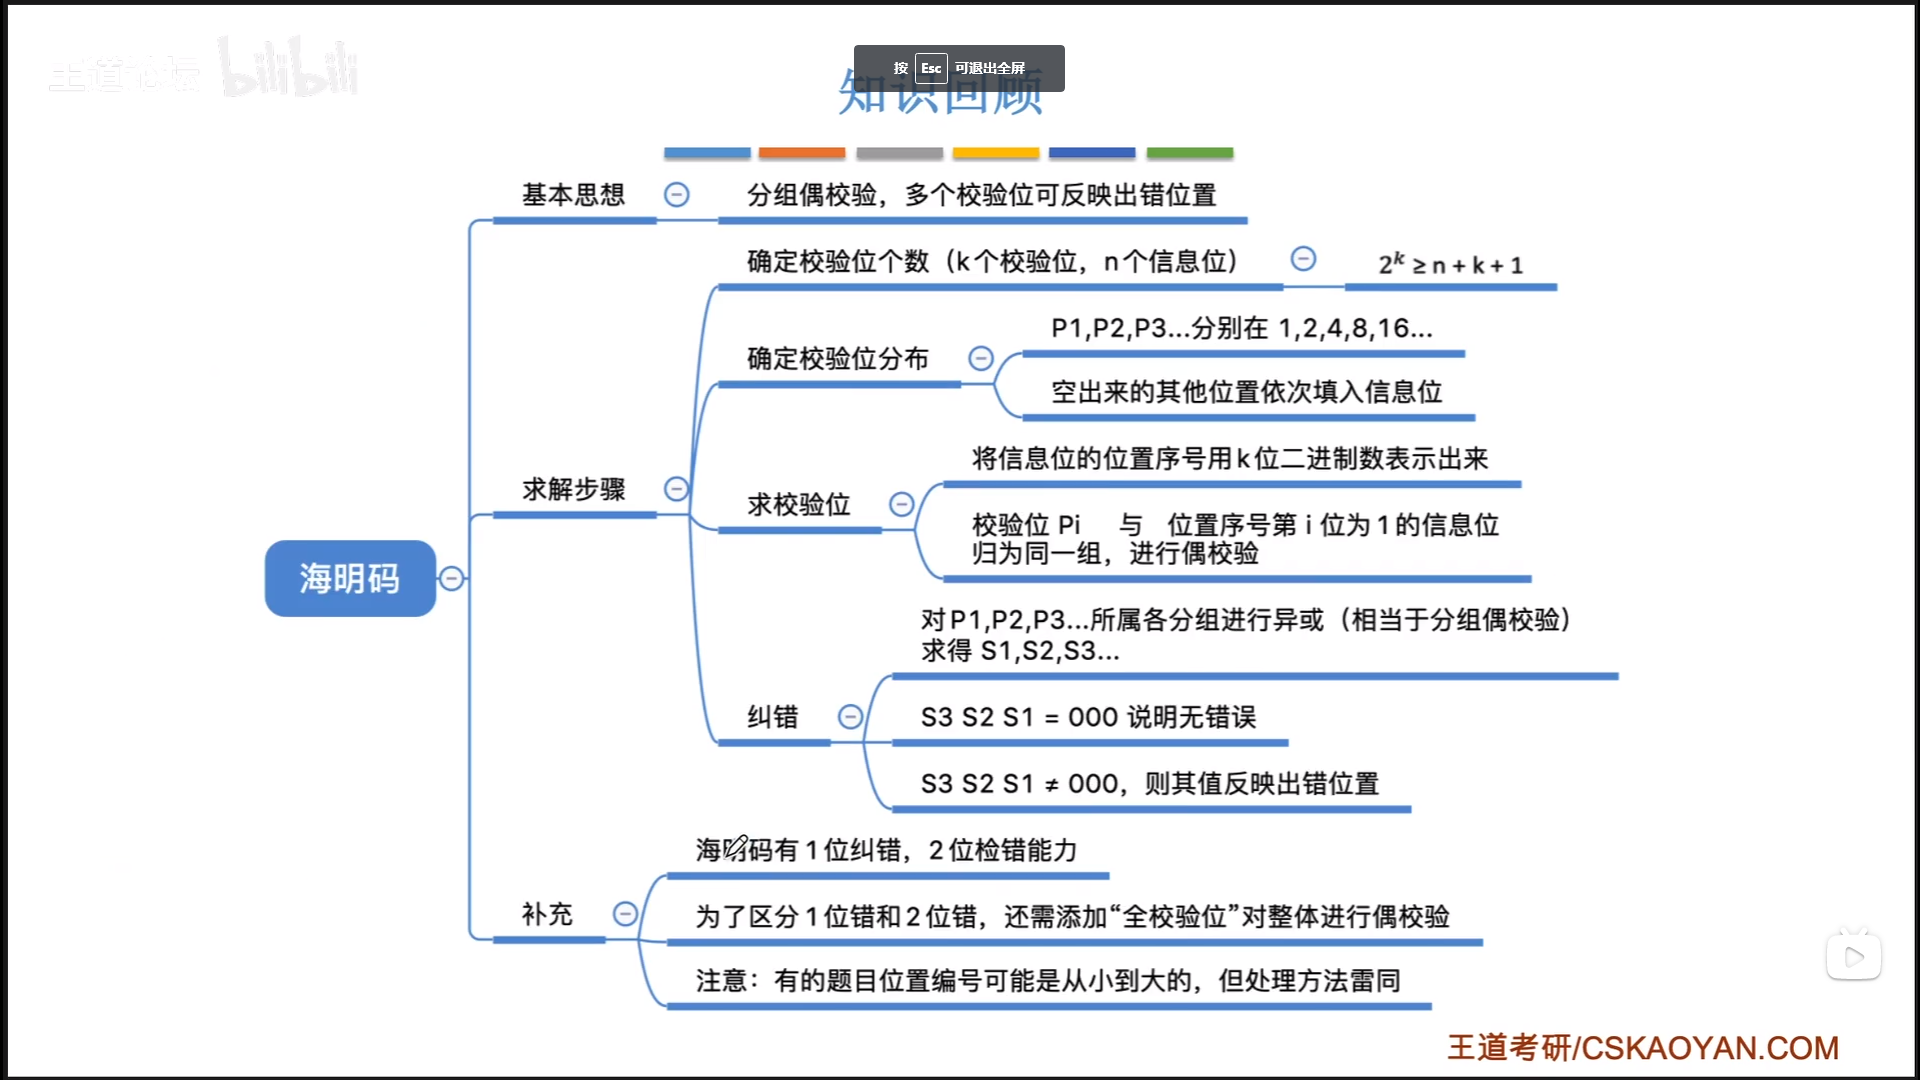 王道论坛 bilibili
按 Esc 可退出全屏
知识回顾
海明码
基本思想
分组偶校验，多个校验位可反映出错位置
求解步骤
确定校验位个数（k个校验位，n个信息位）
2^k ≥ n + k + 1
确定校验位分布
P1,P2,P3...分别在 1,2,4,8,16...
空出来的其他位置依次填入信息位
求校验位
将信息位的位置序号用k位二进制数表示出来
校验位 Pi 与 位置序号第 i 位为 1 的信息位
归为同一组，进行偶校验
纠错
对P1,P2,P3...所属各分组进行异或（相当于分组偶校验）
求得 S1,S2,S3...
S3 S2 S1 = 000 说明无错误
S3 S2 S1 ≠ 000，则其值反映出错位置
补充
海明码有 1 位纠错，2 位检错能力
为了区分 1 位错和 2 位错，还需添加“全校验位”对整体进行偶校验
注意：有的题目位置编号可能是从小到大的，但处理方法雷同
王道考研/CSKAOYAN.COM